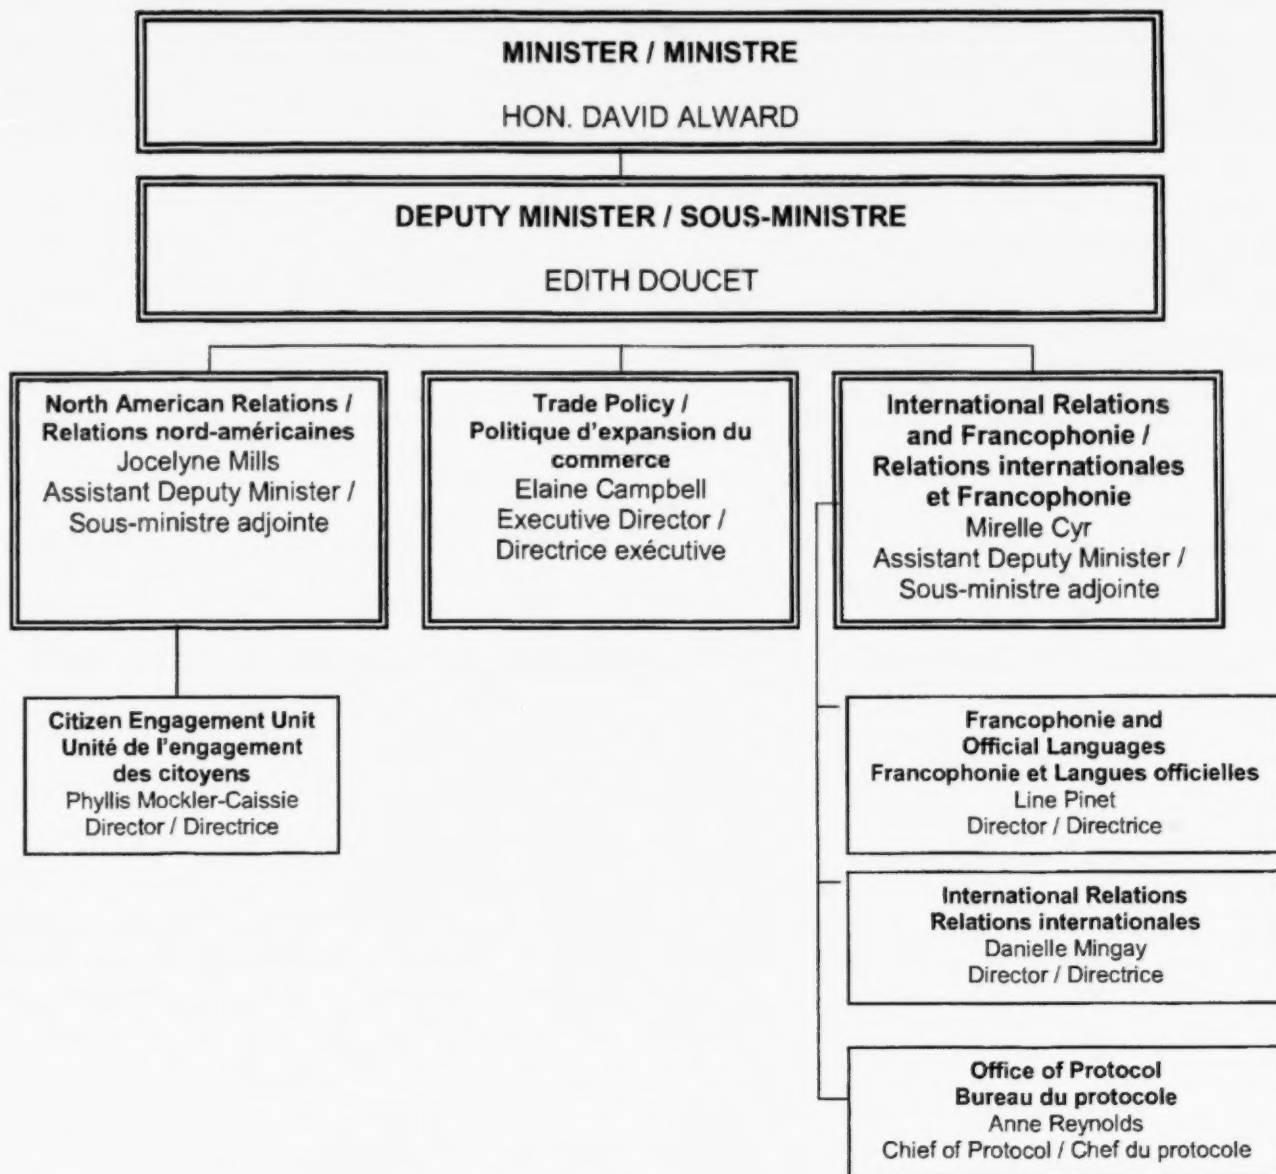 MINISTER / MINISTRE
HON. DAVID ALWARD
DEPUTY MINISTER / SOUS-MINISTRE
EDITH DOUCET
North American Relations /
Relations nord-américaines
Jocelyne Mills
Assistant Deputy Minister /
Sous-ministre adjointe
Trade Policy /
Politique d'expansion du
commerce
Elaine Campbell
Executive Director /
Directrice exécutive
International Relations
and Francophonie /
Relations internationales
et Francophonie
Mirelle Cyr
Assistant Deputy Minister /
Sous-ministre adjointe
Citizen Engagement Unit
Unité de l'engagement
des citoyens
Phyllis Mockler-Caissie
Director / Directrice
Francophonie and
Official Languages
Francophonie et Langues officielles
Line Pinet
Director / Directrice
International Relations
Relations internationales
Danielle Mingay
Director / Directrice
Office of Protocol
Bureau du protocole
Anne Reynolds
Chief of Protocol / Chef du protocole